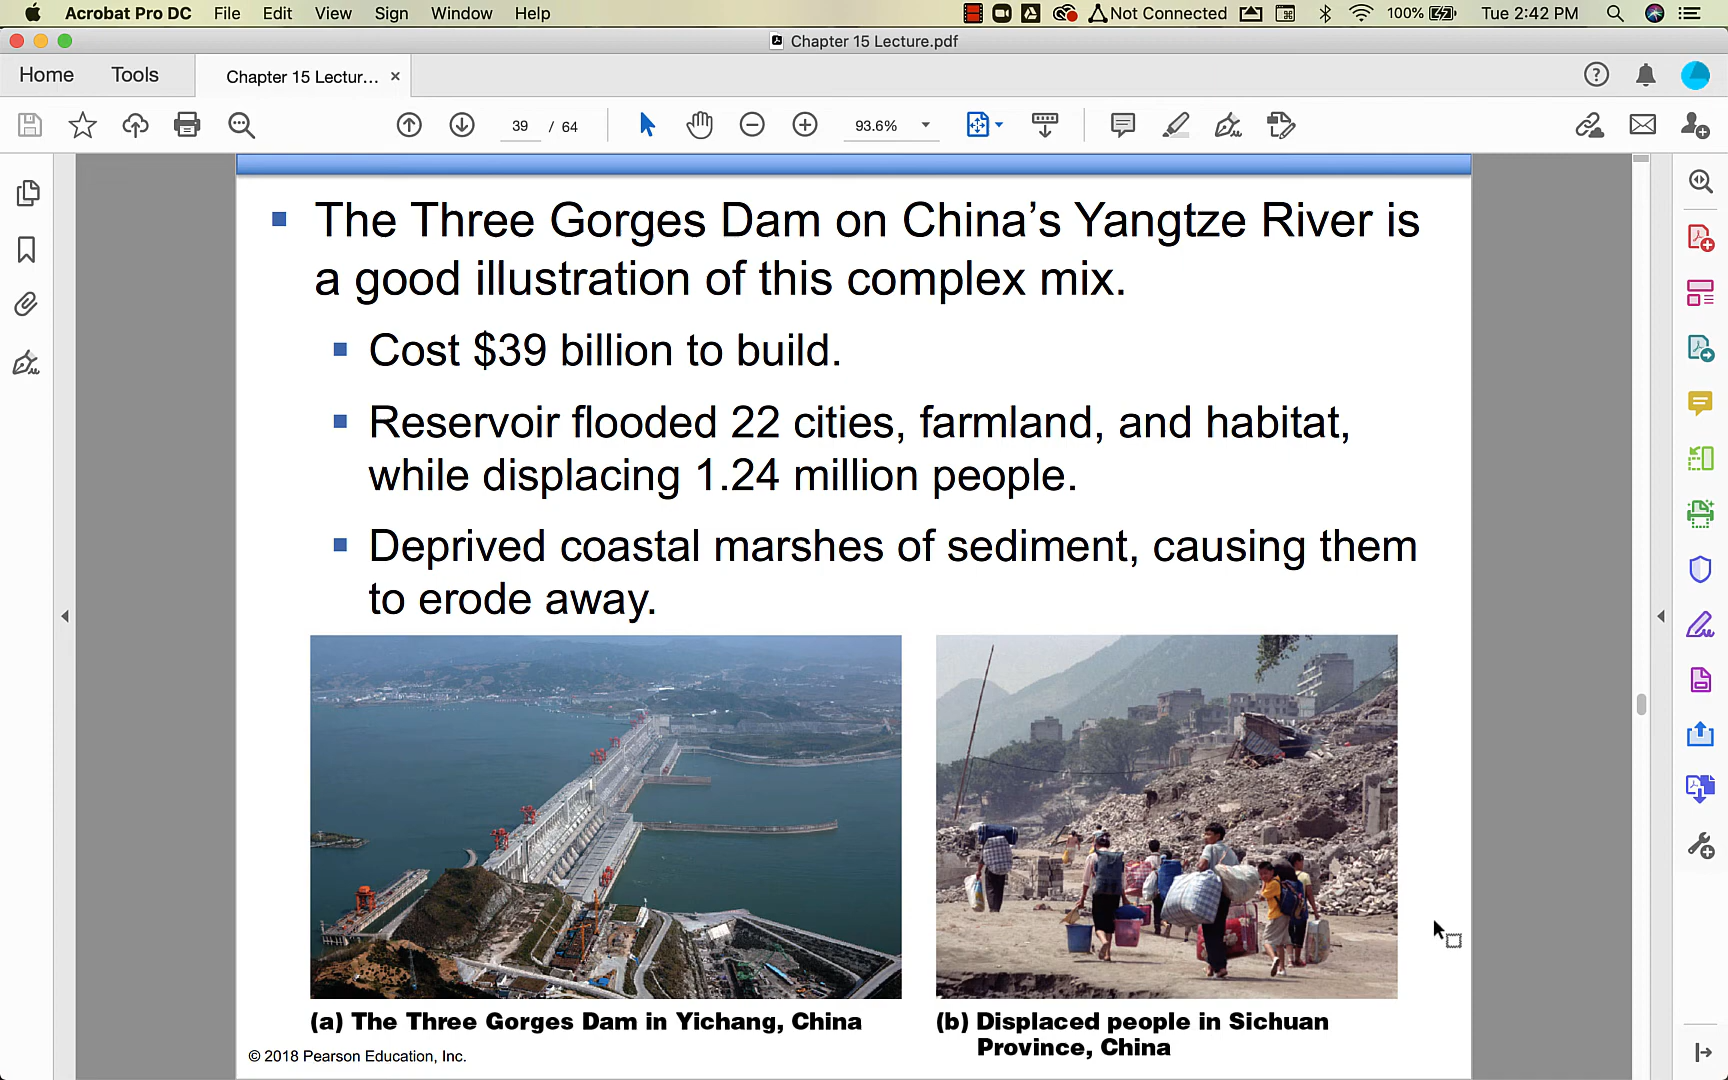 Acrobat Pro DC File Edit View Sign Window Help Not Connected 100% Tue 2:42 PM
Chapter 15 Lecture.pdf
Home Tools Chapter 15 Lectur... ×
39 / 64 93.6%
The Three Gorges Dam on China’s Yangtze River is
a good illustration of this complex mix.
Cost $39 billion to build.
Reservoir flooded 22 cities, farmland, and habitat,
while displacing 1.24 million people.
Deprived coastal marshes of sediment, causing them
to erode away.
(a) The Three Gorges Dam in Yichang, China
(b) Displaced people in Sichuan
Province, China
© 2018 Pearson Education, Inc.